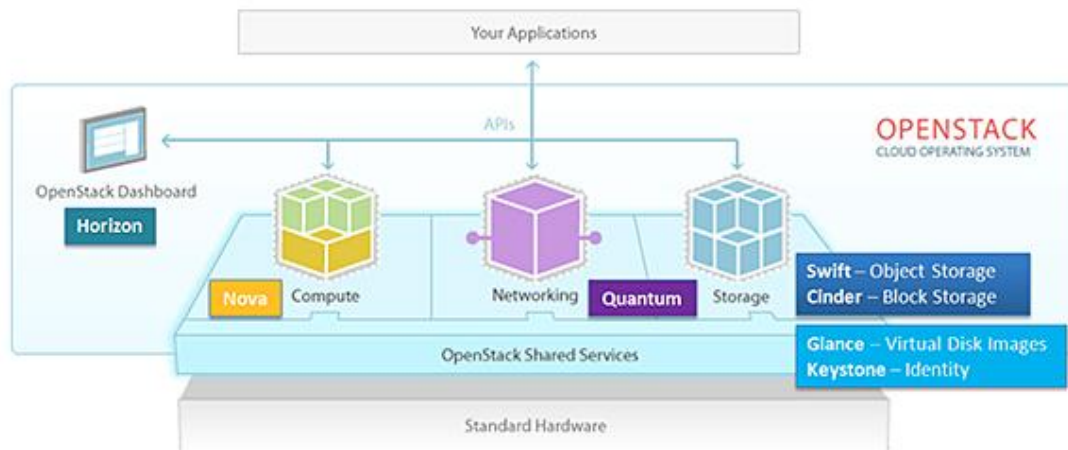 Your Applications
APIs
OPENSTACK
CLOUD OPERATING SYSTEM
OpenStack Dashboard
Horizon
Nova
Compute
Networking
Quantum
Storage
Swift – Object Storage
Cinder – Block Storage
OpenStack Shared Services
Glance – Virtual Disk Images
Keystone – Identity
Standard Hardware